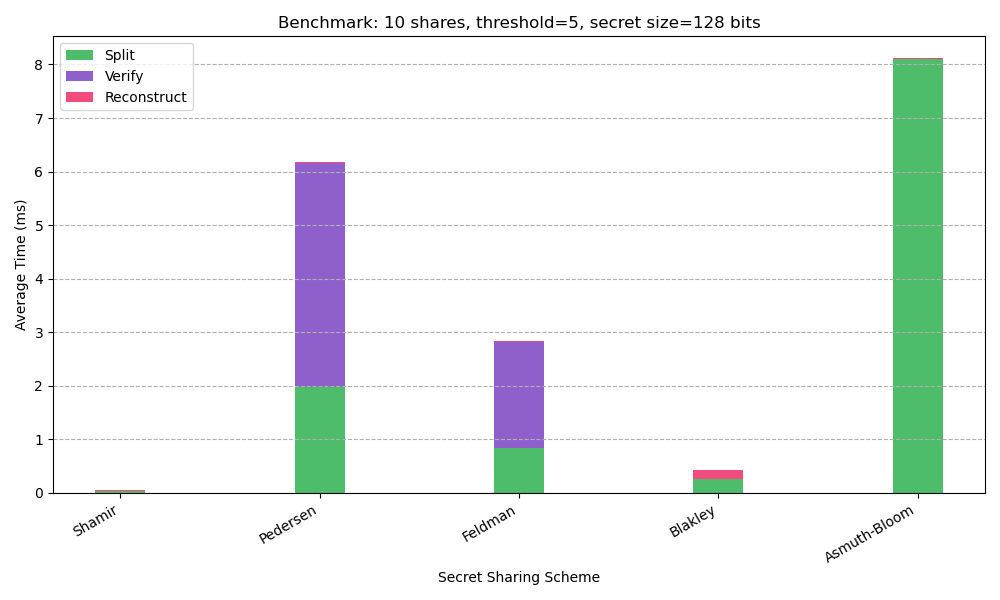 Benchmark: 10 shares, threshold=5, secret size=128 bits
Split
Verify
Reconstruct
8
7
6
5
4
3
2
1
0
Average Time (ms)
Shamir
Pedersen
Feldman
Blakley
Asmuth-Bloom
Secret Sharing Scheme